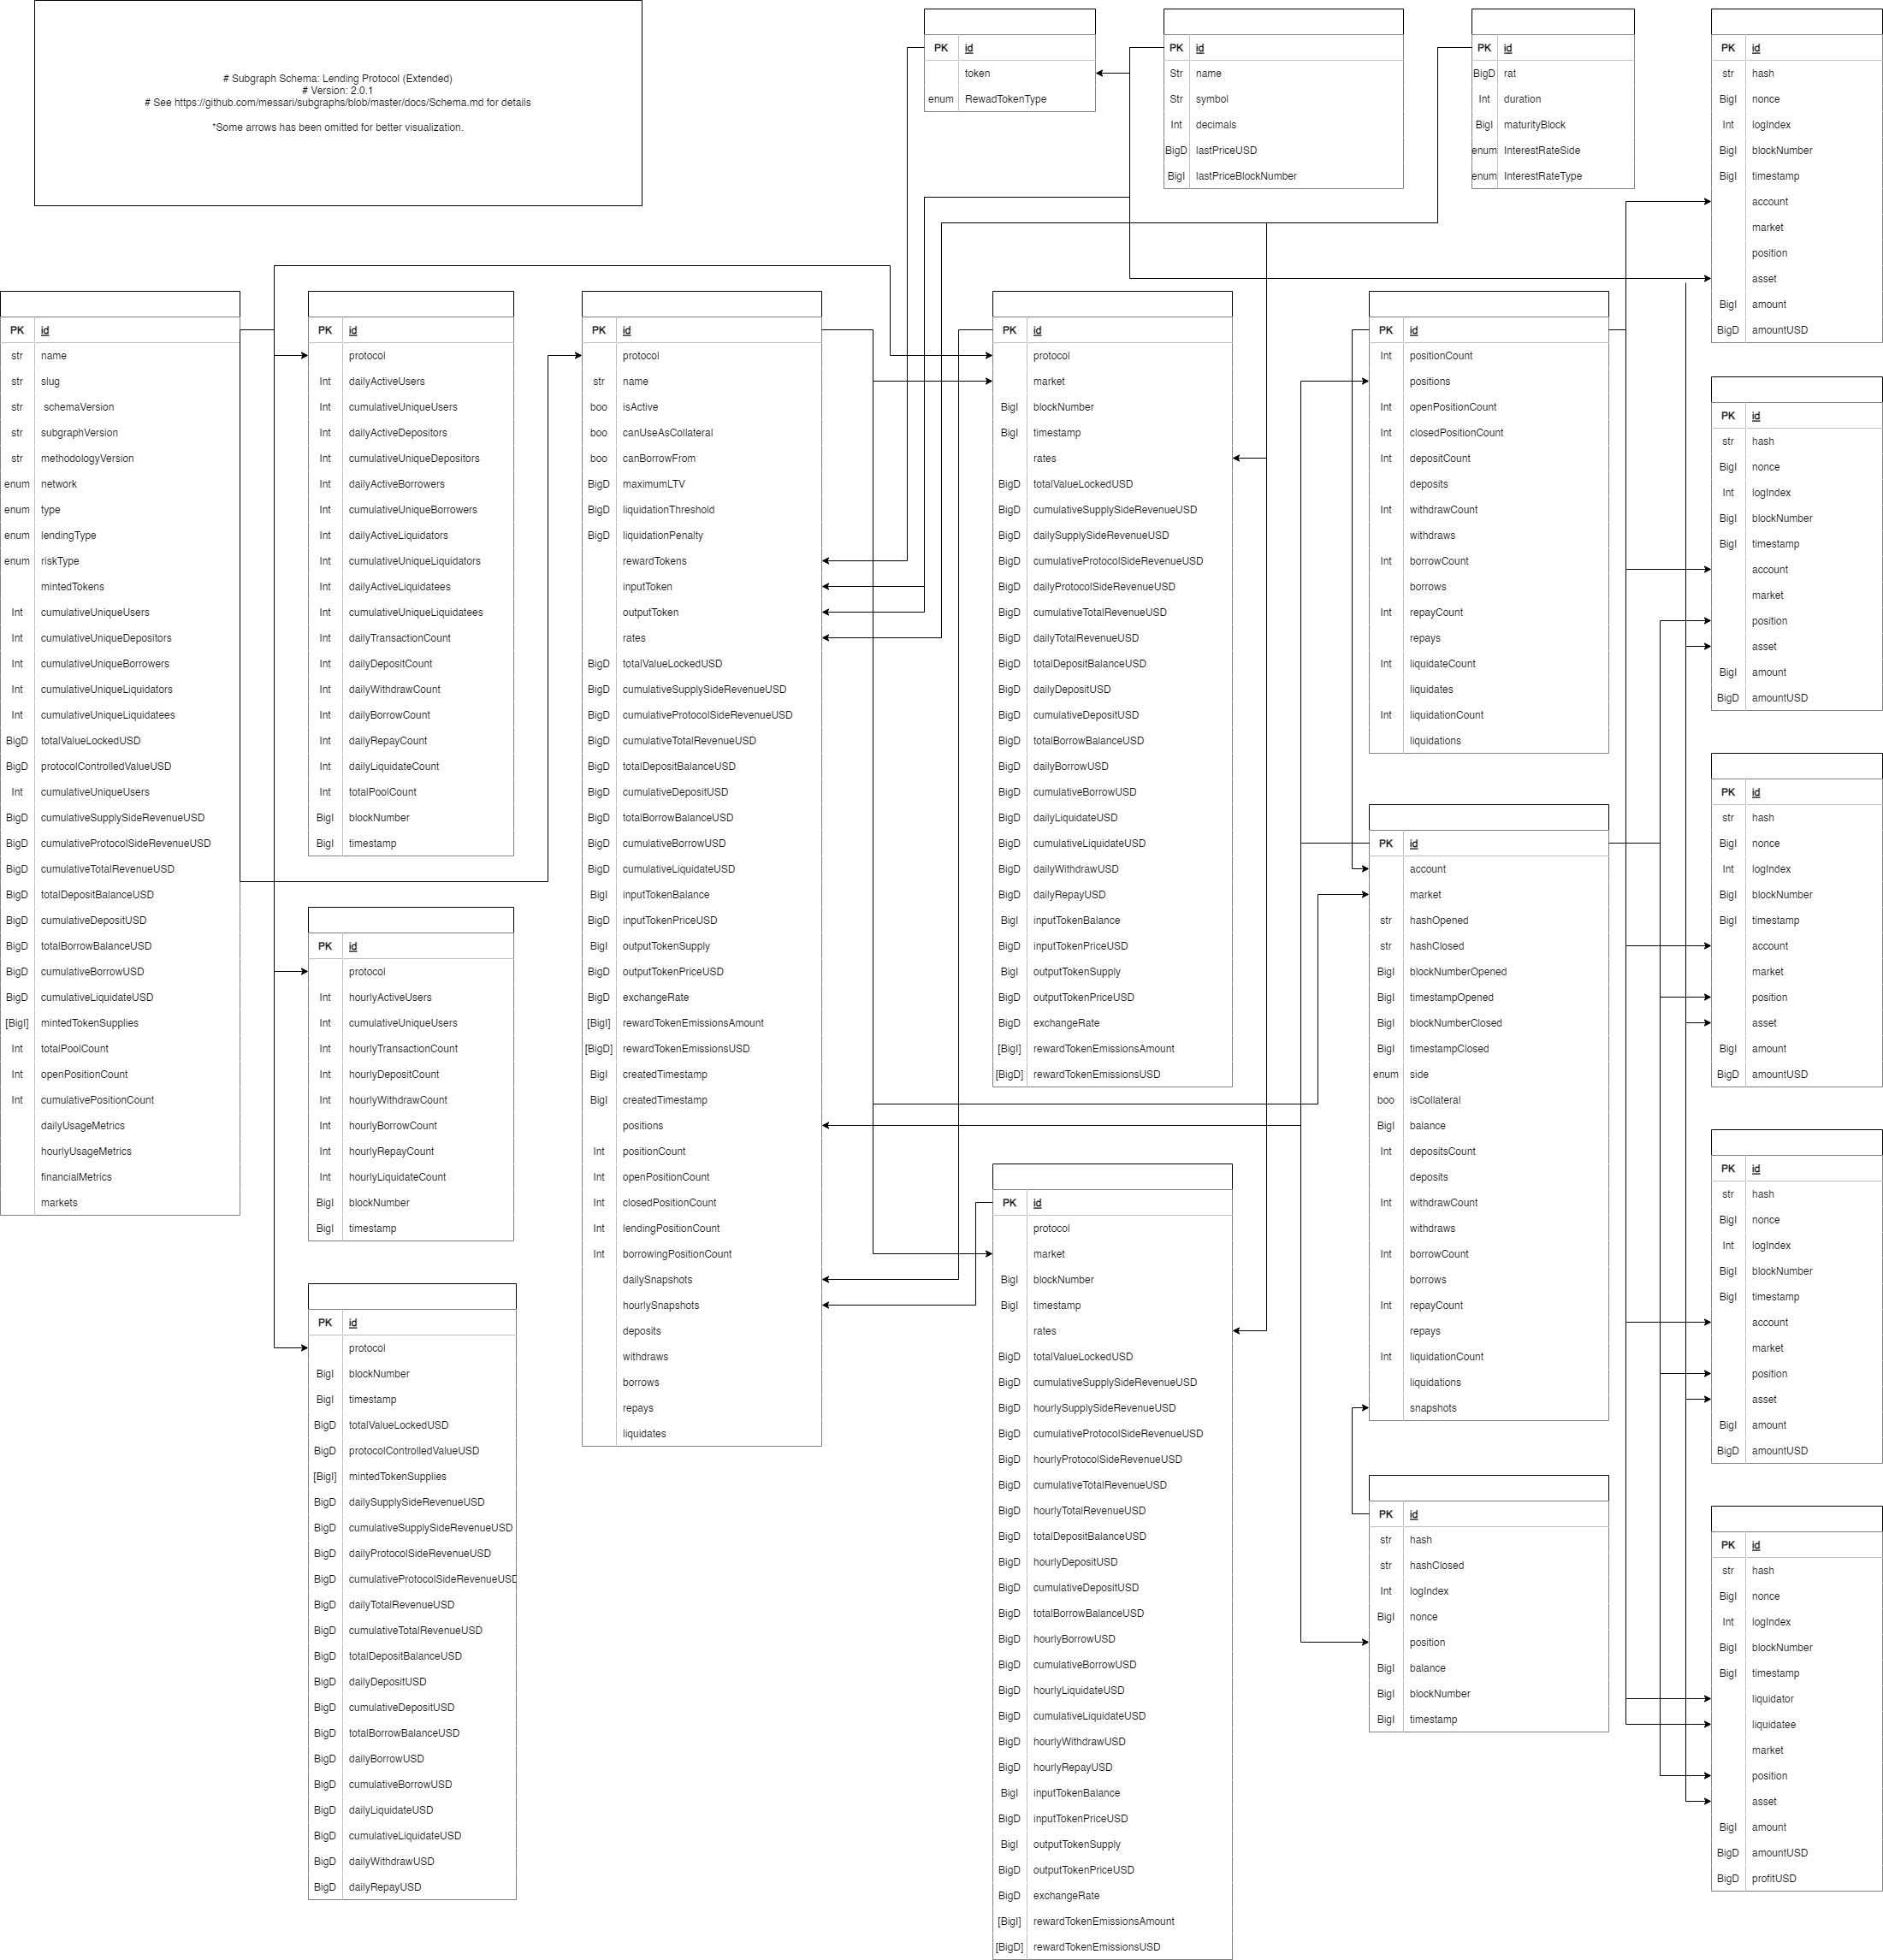 # Subgraph Schema: Lending Protocol (Extended)
# Version: 2.0.1
# See https://github.com/messari/subgraphs/blob/master/docs/Schema.md for details
*Some arrows has been omitted for better visualization.
PK id
token
enum RewadTokenType
PK id
Str name
Str symbol
Int decimals
BigD lastPriceUSD
BigI lastPriceBlockNumber
PK id
BigD rat
Int duration
BigI maturityBlock
enum InterestRateSide
enum InterestRateType
PK id
str hash
BigI nonce
Int logIndex
BigI blockNumber
BigI timestamp
account
market
position
asset
BigI amount
BigD amountUSD
PK id
str name
str slug
str schemaVersion
str subgraphVersion
str methodologyVersion
enum network
enum type
enum lendingType
enum riskType
mintedTokens
Int cumulativeUniqueUsers
Int cumulativeUniqueDepositors
Int cumulativeUniqueBorrowers
Int cumulativeUniqueLiquidators
Int cumulativeUniqueLiquidatees
BigD totalValueLockedUSD
BigD protocolControlledValueUSD
Int cumulativeUniqueUsers
BigD cumulativeSupplySideRevenueUSD
BigD cumulativeProtocolSideRevenueUSD
BigD cumulativeTotalRevenueUSD
BigD totalDepositBalanceUSD
BigD cumulativeDepositUSD
BigD totalBorrowBalanceUSD
BigD cumulativeBorrowUSD
BigD cumulativeLiquidateUSD
[BigI] mintedTokenSupplies
Int totalPoolCount
Int openPositionCount
Int cumulativePositionCount
dailyUsageMetrics
hourlyUsageMetrics
financialMetrics
markets
PK id
protocol
Int dailyActiveUsers
Int cumulativeUniqueUsers
Int dailyActiveDepositors
Int cumulativeUniqueDepositors
Int dailyActiveBorrowers
Int cumulativeUniqueBorrowers
Int dailyActiveLiquidators
Int cumulativeUniqueLiquidators
Int dailyActiveLiquidatees
Int cumulativeUniqueLiquidatees
Int dailyTransactionCount
Int dailyDepositCount
Int dailyWithdrawCount
Int dailyBorrowCount
Int dailyRepayCount
Int dailyLiquidateCount
Int totalPoolCount
BigI blockNumber
BigI timestamp
PK id
protocol
Int hourlyActiveUsers
Int cumulativeUniqueUsers
Int hourlyTransactionCount
Int hourlyDepositCount
Int hourlyWithdrawCount
Int hourlyBorrowCount
Int hourlyRepayCount
Int hourlyLiquidateCount
BigI blockNumber
BigI timestamp
PK id
protocol
BigI blockNumber
BigI timestamp
BigD totalValueLockedUSD
BigD protocolControlledValueUSD
[BigI] mintedTokenSupplies
BigD dailySupplySideRevenueUSD
BigD cumulativeSupplySideRevenueUSD
BigD dailyProtocolSideRevenueUSD
BigD cumulativeProtocolSideRevenueUSD
BigD dailyTotalRevenueUSD
BigD cumulativeTotalRevenueUSD
BigD totalDepositBalanceUSD
BigD dailyDepositUSD
BigD cumulativeDepositUSD
BigD totalBorrowBalanceUSD
BigD dailyBorrowUSD
BigD cumulativeBorrowUSD
BigD dailyLiquidateUSD
BigD cumulativeLiquidateUSD
BigD dailyWithdrawUSD
BigD dailyRepayUSD
PK id
protocol
str name
boo isActive
boo canUseAsCollateral
boo canBorrowFrom
BigD maximumLTV
BigD liquidationThreshold
BigD liquidationPenalty
rewardTokens
inputToken
outputToken
rates
BigD totalValueLockedUSD
BigD cumulativeSupplySideRevenueUSD
BigD cumulativeProtocolSideRevenueUSD
BigD cumulativeTotalRevenueUSD
BigD totalDepositBalanceUSD
BigD cumulativeDepositUSD
BigD totalBorrowBalanceUSD
BigD cumulativeBorrowUSD
BigD cumulativeLiquidateUSD
BigI inputTokenBalance
BigD inputTokenPriceUSD
BigI outputTokenSupply
BigD outputTokenPriceUSD
BigD exchangeRate
[BigI] rewardTokenEmissionsAmount
[BigD] rewardTokenEmissionsUSD
BigI createdTimestamp
BigI createdTimestamp
positions
Int positionCount
Int openPositionCount
Int closedPositionCount
Int lendingPositionCount
Int borrowingPositionCount
dailySnapshots
hourlySnapshots
deposits
withdraws
borrows
repays
liquidates
PK id
protocol
market
BigI blockNumber
BigI timestamp
rates
BigD totalValueLockedUSD
BigD cumulativeSupplySideRevenueUSD
BigD dailySupplySideRevenueUSD
BigD cumulativeProtocolSideRevenueUSD
BigD dailyProtocolSideRevenueUSD
BigD cumulativeTotalRevenueUSD
BigD dailyTotalRevenueUSD
BigD totalDepositBalanceUSD
BigD dailyDepositUSD
BigD cumulativeDepositUSD
BigD totalBorrowBalanceUSD
BigD dailyBorrowUSD
BigD cumulativeBorrowUSD
BigD dailyLiquidateUSD
BigD cumulativeLiquidateUSD
BigD dailyWithdrawUSD
BigD dailyRepayUSD
BigI inputTokenBalance
BigD inputTokenPriceUSD
BigI outputTokenSupply
BigD outputTokenPriceUSD
BigD exchangeRate
[BigI] rewardTokenEmissionsAmount
[BigD] rewardTokenEmissionsUSD
PK id
protocol
market
BigI blockNumber
BigI timestamp
rates
BigD totalValueLockedUSD
BigD cumulativeSupplySideRevenueUSD
BigD hourlySupplySideRevenueUSD
BigD cumulativeProtocolSideRevenueUSD
BigD hourlyProtocolSideRevenueUSD
BigD cumulativeTotalRevenueUSD
BigD hourlyTotalRevenueUSD
BigD totalDepositBalanceUSD
BigD hourlyDepositUSD
BigD cumulativeDepositUSD
BigD totalBorrowBalanceUSD
BigD hourlyBorrowUSD
BigD cumulativeBorrowUSD
BigD hourlyLiquidateUSD
BigD cumulativeLiquidateUSD
BigD hourlyWithdrawUSD
BigD hourlyRepayUSD
BigI inputTokenBalance
BigD inputTokenPriceUSD
BigI outputTokenSupply
BigD outputTokenPriceUSD
BigD exchangeRate
[BigI] rewardTokenEmissionsAmount
[BigD] rewardTokenEmissionsUSD
PK id
Int positionCount
positions
Int openPositionCount
Int closedPositionCount
Int depositCount
deposits
Int withdrawCount
withdraws
Int borrowCount
borrows
Int repayCount
repays
Int liquidateCount
liquidates
Int liquidationCount
liquidations
PK id
account
market
str hashOpened
str hashClosed
BigI blockNumberOpened
BigI timestampOpened
BigI blockNumberClosed
BigI timestampClosed
enum side
boo isCollateral
BigI balance
Int depositsCount
deposits
Int withdrawCount
withdraws
Int borrowCount
borrows
Int repayCount
repays
Int liquidationCount
liquidations
snapshots
PK id
str hash
str hashClosed
Int logIndex
BigI nonce
position
BigI balance
BigI blockNumber
BigI timestamp
PK id
str hash
BigI nonce
Int logIndex
BigI blockNumber
BigI timestamp
account
market
position
asset
BigI amount
BigD amountUSD
PK id
str hash
BigI nonce
Int logIndex
BigI blockNumber
BigI timestamp
account
market
position
asset
BigI amount
BigD amountUSD
PK id
str hash
BigI nonce
Int logIndex
BigI blockNumber
BigI timestamp
account
market
position
asset
BigI amount
BigD amountUSD
PK id
str hash
BigI nonce
Int logIndex
BigI blockNumber
BigI timestamp
liquidator
liquidatee
market
position
asset
BigI amount
BigD amountUSD
BigD profitUSD